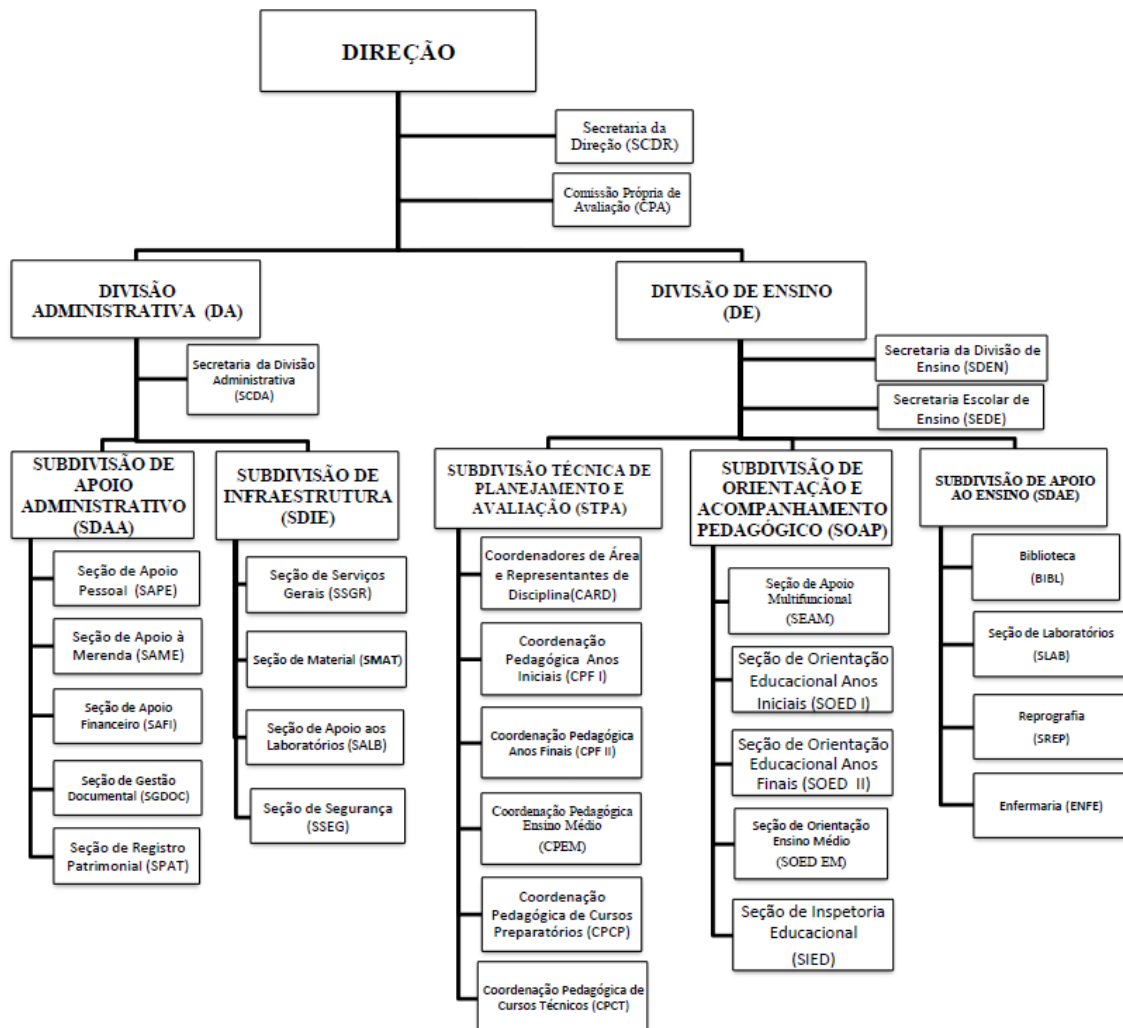 DIREÇÃO
Secretaria da
Direção (SCDR)
Comissão Própria de
Avaliação (CPA)
DIVISÃO
ADMINISTRATIVA (DA)
Secretaria da Divisão
Administrativa
(SCDA)
DIVISÃO DE ENSINO
(DE)
Secretaria da Divisão de
Ensino (SDEN)
Secretaria Escolar de
Ensino (SEDE)
SUBDIVISÃO DE
APOIO
ADMINISTRATIVO
(SDAA)
Seção de Apoio
Pessoal (SAPE)
Seção de Apoio à
Merenda (SAME)
Seção de Apoio
Financeiro (SAFI)
Seção de Gestão
Documental (SGDOC)
Seção de Registro
Patrimonial (SPAT)
SUBDIVISÃO DE
INFRAESTRUTURA
(SDIE)
Seção de Serviços
Gerais (SSGR)
Seção de Material (SMAT)
Seção de Apoio aos
Laboratórios (SALB)
Seção de Segurança
(SSEG)
SUBDIVISÃO TÉCNICA DE
PLANEJAMENTO E
AVALIAÇÃO (STPA)
Coordenadores de Área
e Representantes de
Disciplina(CARD)
Coordenação
Pedagógica Anos
Iniciais (CPF I)
Coordenação Pedagógica
Anos Finais (CPF II)
Coordenação Pedagógica
Ensino Médio
(CPEM)
Coordenação
Pedagógica de Cursos
Preparatórios (CPCP)
Coordenação Pedagógica de
Cursos Técnicos (CPCT)
SUBDIVISÃO DE
ORIENTAÇÃO E
ACOMPANHAMENTO
PEDAGÓGICO (SOAP)
Seção de Apoio
Multifuncional
(SEAM)
Seção de Orientação
Educacional Anos
Iniciais (SOED I)
Seção de Orientação
Educacional Anos
Finais (SOED II)
Seção de Orientação
Ensino Médio
(SOED EM)
Seção de Inspetoria
Educacional
(SIED)
SUBDIVISÃO DE APOIO
AO ENSINO (SDAE)
Biblioteca
(BIBL)
Seção de Laboratórios
(SLAB)
Reprografia
(SREP)
Enfermaria (ENFE)